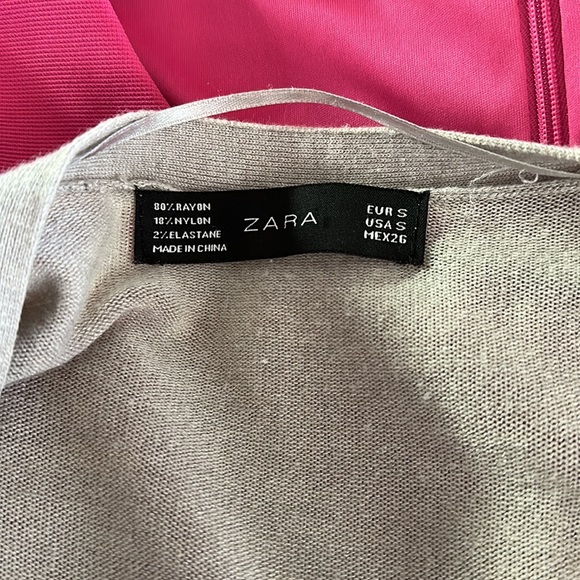 80% RAYON
18% NYLON
2% ELASTANE
MADE IN CHINA
ZARA
EUR S
USA S
MEX 26